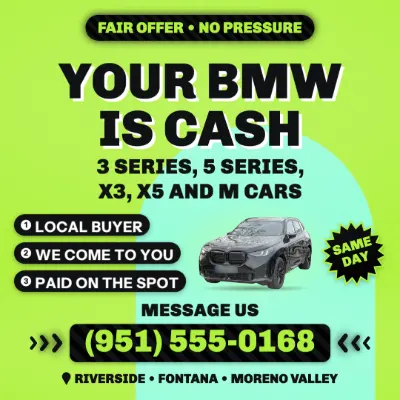 FAIR OFFER • NO PRESSURE
YOUR BMW
IS CASH
3 SERIES, 5 SERIES,
X3, X5 AND M CARS
1 LOCAL BUYER
2 WE COME TO YOU
3 PAID ON THE SPOT
SAME
DAY
MESSAGE US
(951) 555-0168
RIVERSIDE • FONTANA • MORENO VALLEY